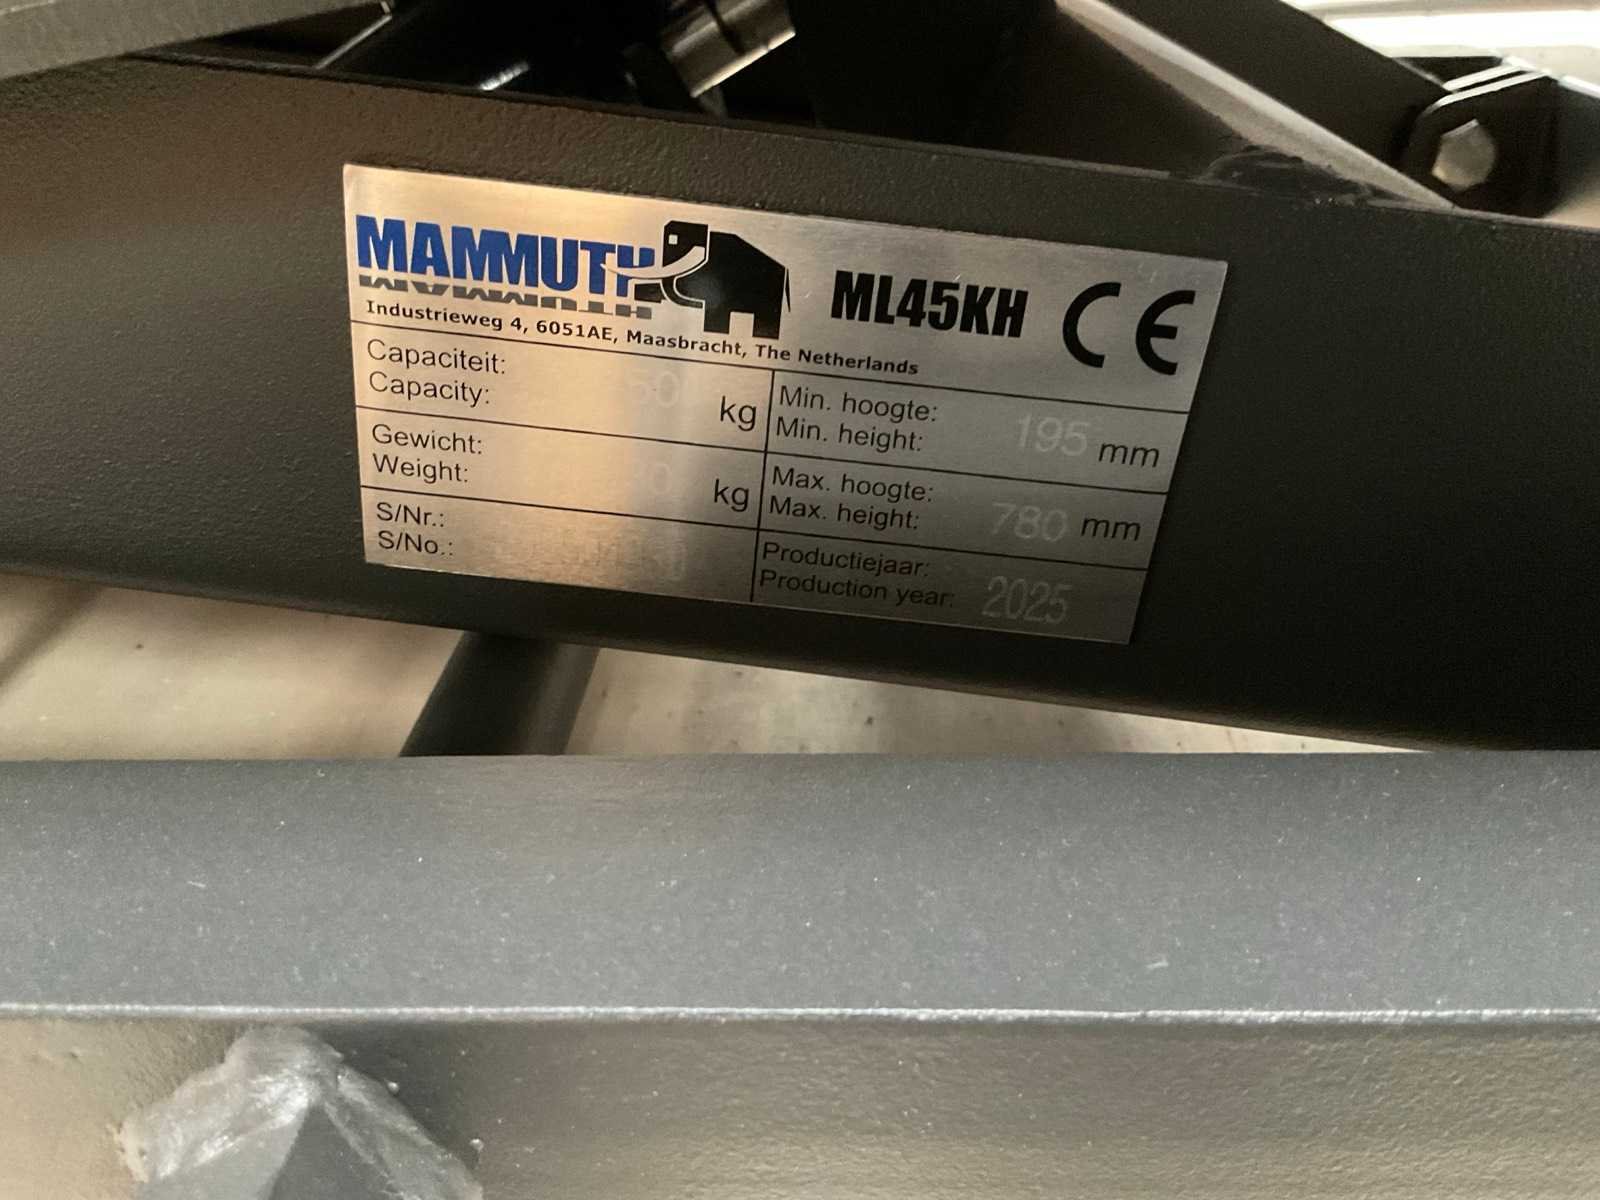 MAMMUTH
ML45KH CE
Industrieweg 4, 6051AE, Maasbracht, The Netherlands
Capaciteit:
Capacity: kg
Min. hoogte:
Min. height: 195 mm
Gewicht:
Weight: kg
Max. hoogte:
Max. height: 780 mm
S/Nr.:
S/No.:
Productiejaar:
Production year: 2025